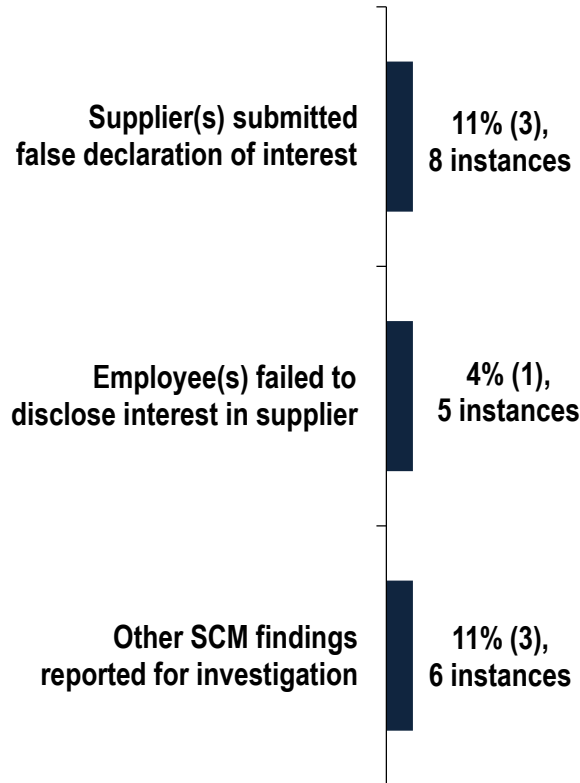 Supplier(s) submitted
false declaration of interest
11% (3),
8 instances
Employee(s) failed to
disclose interest in supplier
4% (1),
5 instances
Other SCM findings
reported for investigation
11% (3),
6 instances